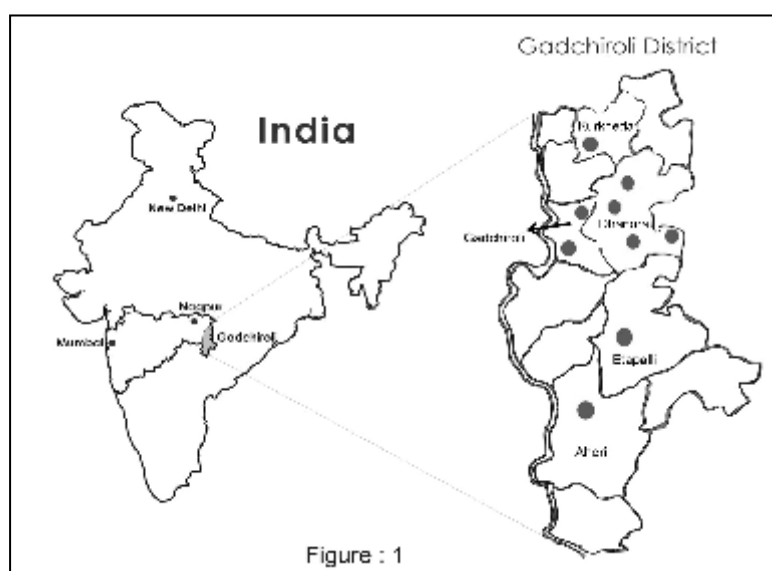 Gadchiroli District
India
Kurkheda
New Delhi
Dhanora
Gadchiroli
Nagpur
Mumbai
Gadchiroli
Etapalli
Aheri
Figure : 1